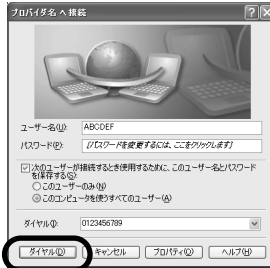 プロバイダ名 へ接続
ユーザー名(U): ABCDEF
パスワード(P): [パスワードを変更するには、ここをクリックします]
次のユーザーが接続するとき使用するために、このユーザー名とパスワード
を保存する(S):
このユーザーのみ(N)
このコンピュータを使うすべてのユーザー(A)
ダイヤル(I): 0123456789
ダイヤル(D) キャンセル プロパティ(O) ヘルプ(H)